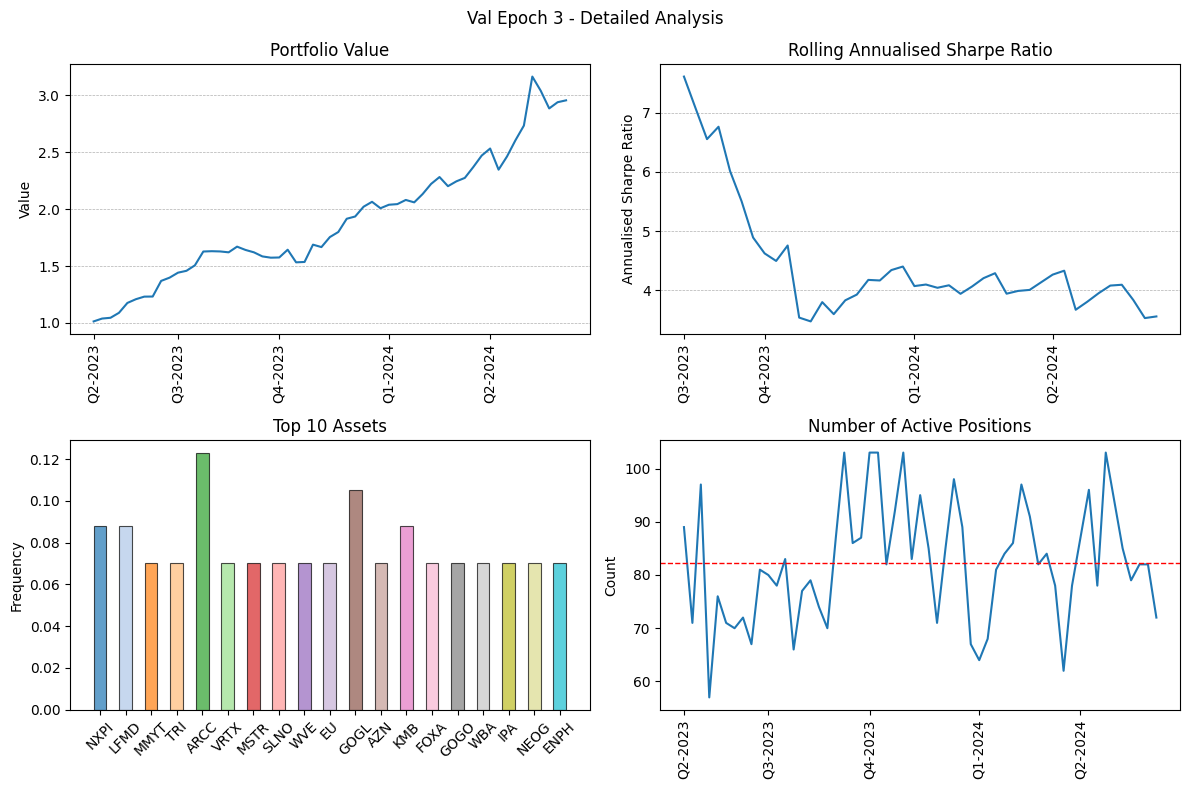 Val Epoch 3 - Detailed Analysis
Portfolio Value
Value
3.0
2.5
2.0
1.5
1.0
Q2-2023
Q3-2023
Q4-2023
Q1-2024
Q2-2024
Rolling Annualised Sharpe Ratio
Annualised Sharpe Ratio
7
6
5
4
Q3-2023
Q4-2023
Q1-2024
Q2-2024
Top 10 Assets
Frequency
0.12
0.10
0.08
0.06
0.04
0.02
0.00
NXPI
LFMD
MMYT
TRI
ARCC
VRTX
MSTR
SLNO
WVE
EU
GOGL
AZN
KMB
FOXA
GOGO
WBA
IPA
NEOG
ENPH
Number of Active Positions
Count
100
90
80
70
60
Q2-2023
Q3-2023
Q4-2023
Q1-2024
Q2-2024